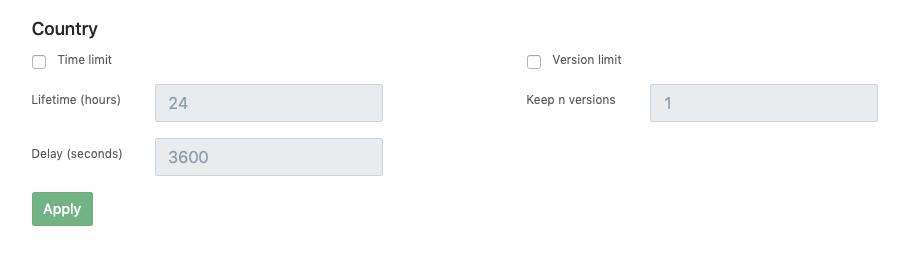 Country
Time limit
Version limit
Lifetime (hours) 24
Keep n versions 1
Delay (seconds) 3600
Apply